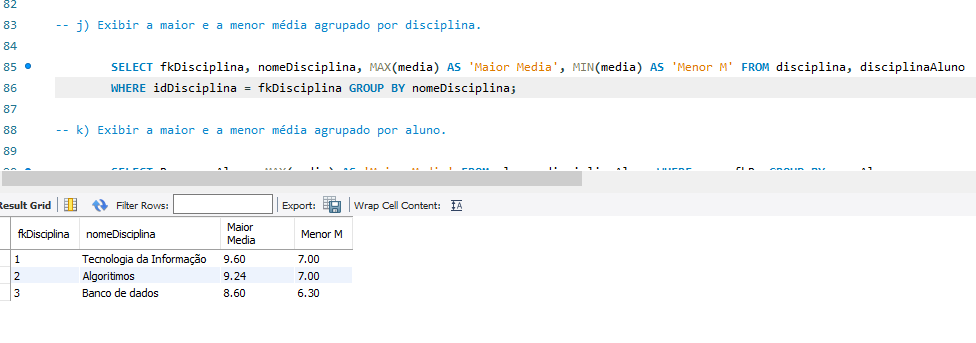 82
83 -- j) Exibir a maior e a menor média agrupado por disciplina.
84
85 SELECT fkDisciplina, nomeDisciplina, MAX(media) AS 'Maior Media', MIN(media) AS 'Menor M' FROM disciplina, disciplinaAluno
86 WHERE idDisciplina = fkDisciplina GROUP BY nomeDisciplina;
87
88 -- k) Exibir a maior e a menor média agrupado por aluno.
89
Result Grid Filter Rows: Export: Wrap Cell Content:
fkDisciplina nomeDisciplina Maior Media Menor M
1 Tecnologia da Informação 9.60 7.00
2 Algoritimos 9.24 7.00
3 Banco de dados 8.60 6.30